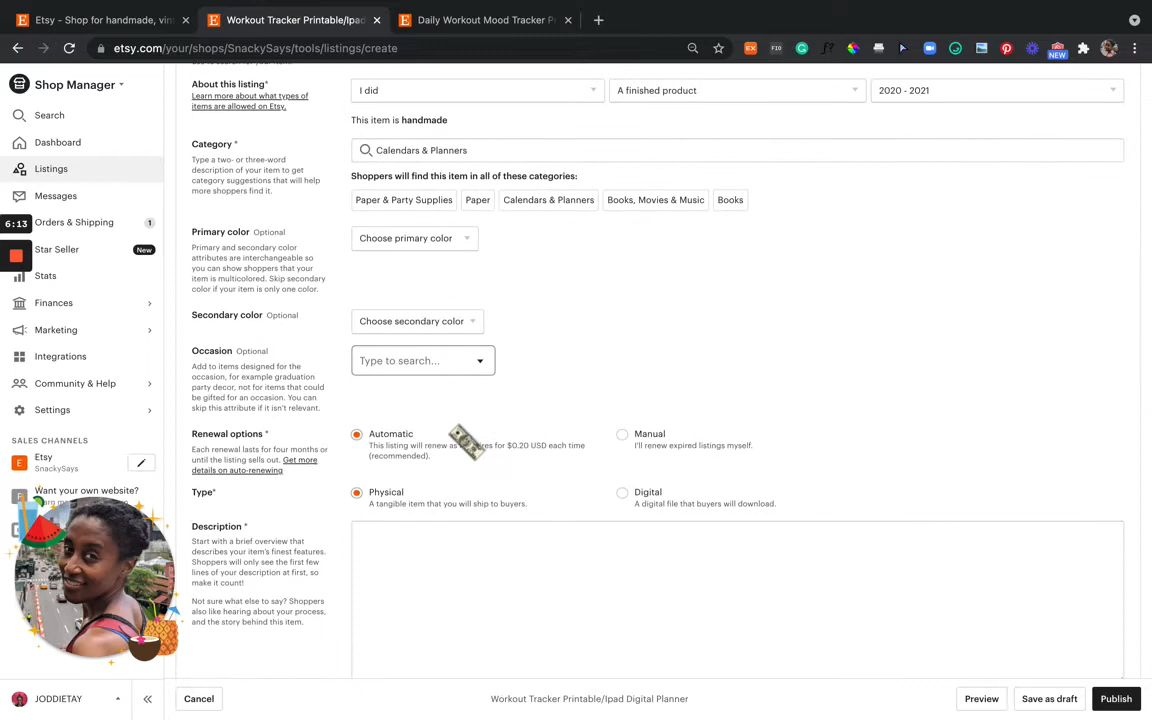 Etsy - Shop for handmade, vin
Workout Tracker Printable/Ipad
Daily Workout Mood Tracker P
etsy.com/your/shops/SnackySays/tools/listings/create
NEW
Shop Manager
Search
Dashboard
Listings
Messages
6:13
Orders & Shipping 1
Star Seller New
Stats
Finances
Marketing
Integrations
Community & Help
Settings
SALES CHANNELS
Etsy
SnackySays
Want your own website?
JODDIETAY
About this listing*
Learn more about what types of
items are allowed on Etsy.
I did
A finished product
2020 - 2021
This item is handmade
Category *
Type a two- or three-word
description of your item to get
category suggestions that will help
more shoppers find it.
Calendars & Planners
Shoppers will find this item in all of these categories:
Paper & Party Supplies Paper Calendars & Planners Books, Movies & Music Books
Primary color Optional
Primary and secondary color
attributes are interchangeable so
you can show shoppers that your
item is multicolored. Skip secondary
color if your item is only one color.
Choose primary color
Secondary color Optional
Choose secondary color
Occasion Optional
Add to items designed for the
occasion, for example graduation
party decor, not for items that could
be gifted for an occasion. You can
skip this attribute if it isn't relevant.
Type to search...
Renewal options *
Each renewal lasts for four months or
until the listing sells out. Get more
details on auto-renewing
Automatic
This listing will renew as for $0.20 USD each time
(recommended).
Manual
I'll renew expired listings myself.
Type*
Physical
A tangible item that you will ship to buyers.
Digital
A digital file that buyers will download.
Description *
Start with a brief overview that
describes your item's finest features.
Shoppers will only see the first few
lines of your description at first, so
make it count!
Not sure what else to say? Shoppers
also like hearing about your process,
and the story behind this item.
Cancel
Workout Tracker Printable/Ipad Digital Planner
Preview
Save as draft
Publish